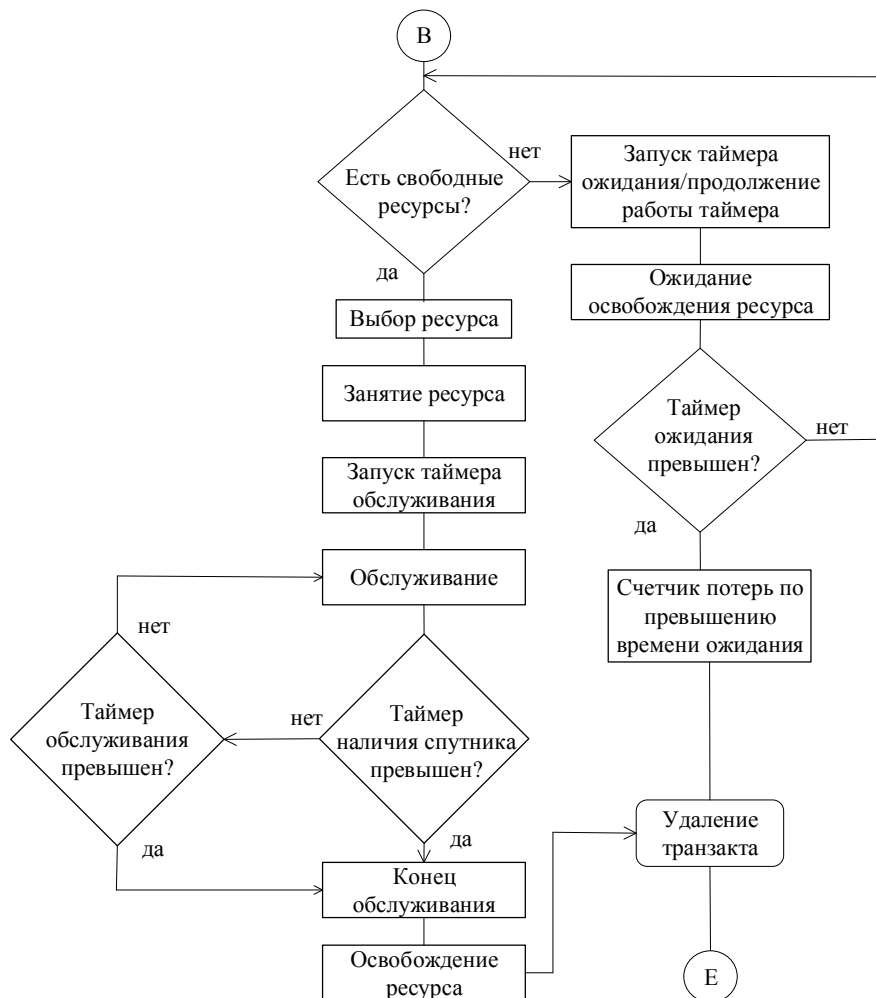 B
Есть свободные
ресурсы?
нет
да
Запуск таймера
ожидания/продолжение
работы таймера
Ожидание
освобождения ресурса
Выбор ресурса
Занятие ресурса
Таймер
ожидания
превышен?
нет
да
Запуск таймера
обслуживания
Обслуживание
Счетчик потерь по
превышению
времени ожидания
нет
Таймер
обслуживания
превышен?
нет
Таймер
наличия спутника
превышен?
да
да
Удаление
транзакта
Конец
обслуживания
Освобождение
ресурса
E